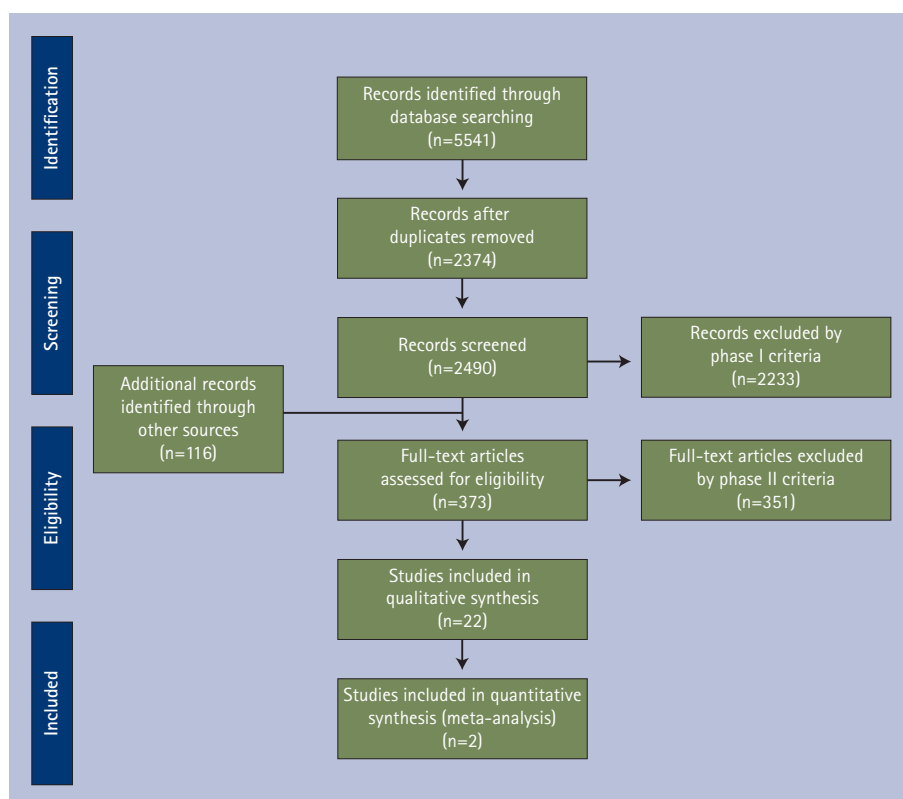 Identification
Records identified through
database searching
(n=5541)
Records after
duplicates removed
(n=2374)
Screening
Records screened
(n=2490)
Records excluded by
phase I criteria
(n=2233)
Additional records
identified through
other sources
(n=116)
Eligibility
Full-text articles
assessed for eligibility
(n=373)
Full-text articles excluded
by phase II criteria
(n=351)
Studies included in
qualitative synthesis
(n=22)
Included
Studies included in quantitative
synthesis (meta-analysis)
(n=2)